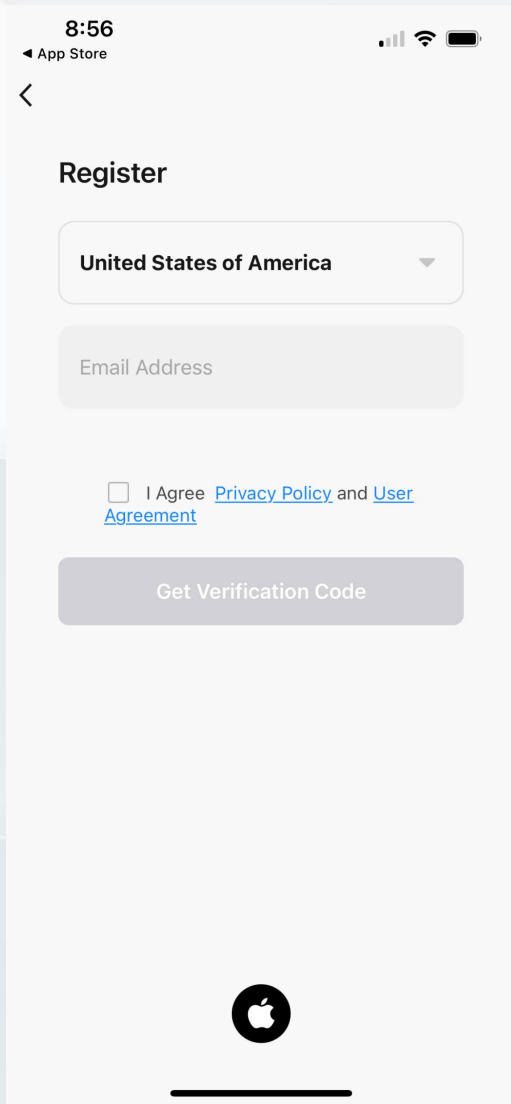 8:56
◀ App Store
Register
United States of America
Email Address
I Agree Privacy Policy and User
Agreement
Get Verification Code